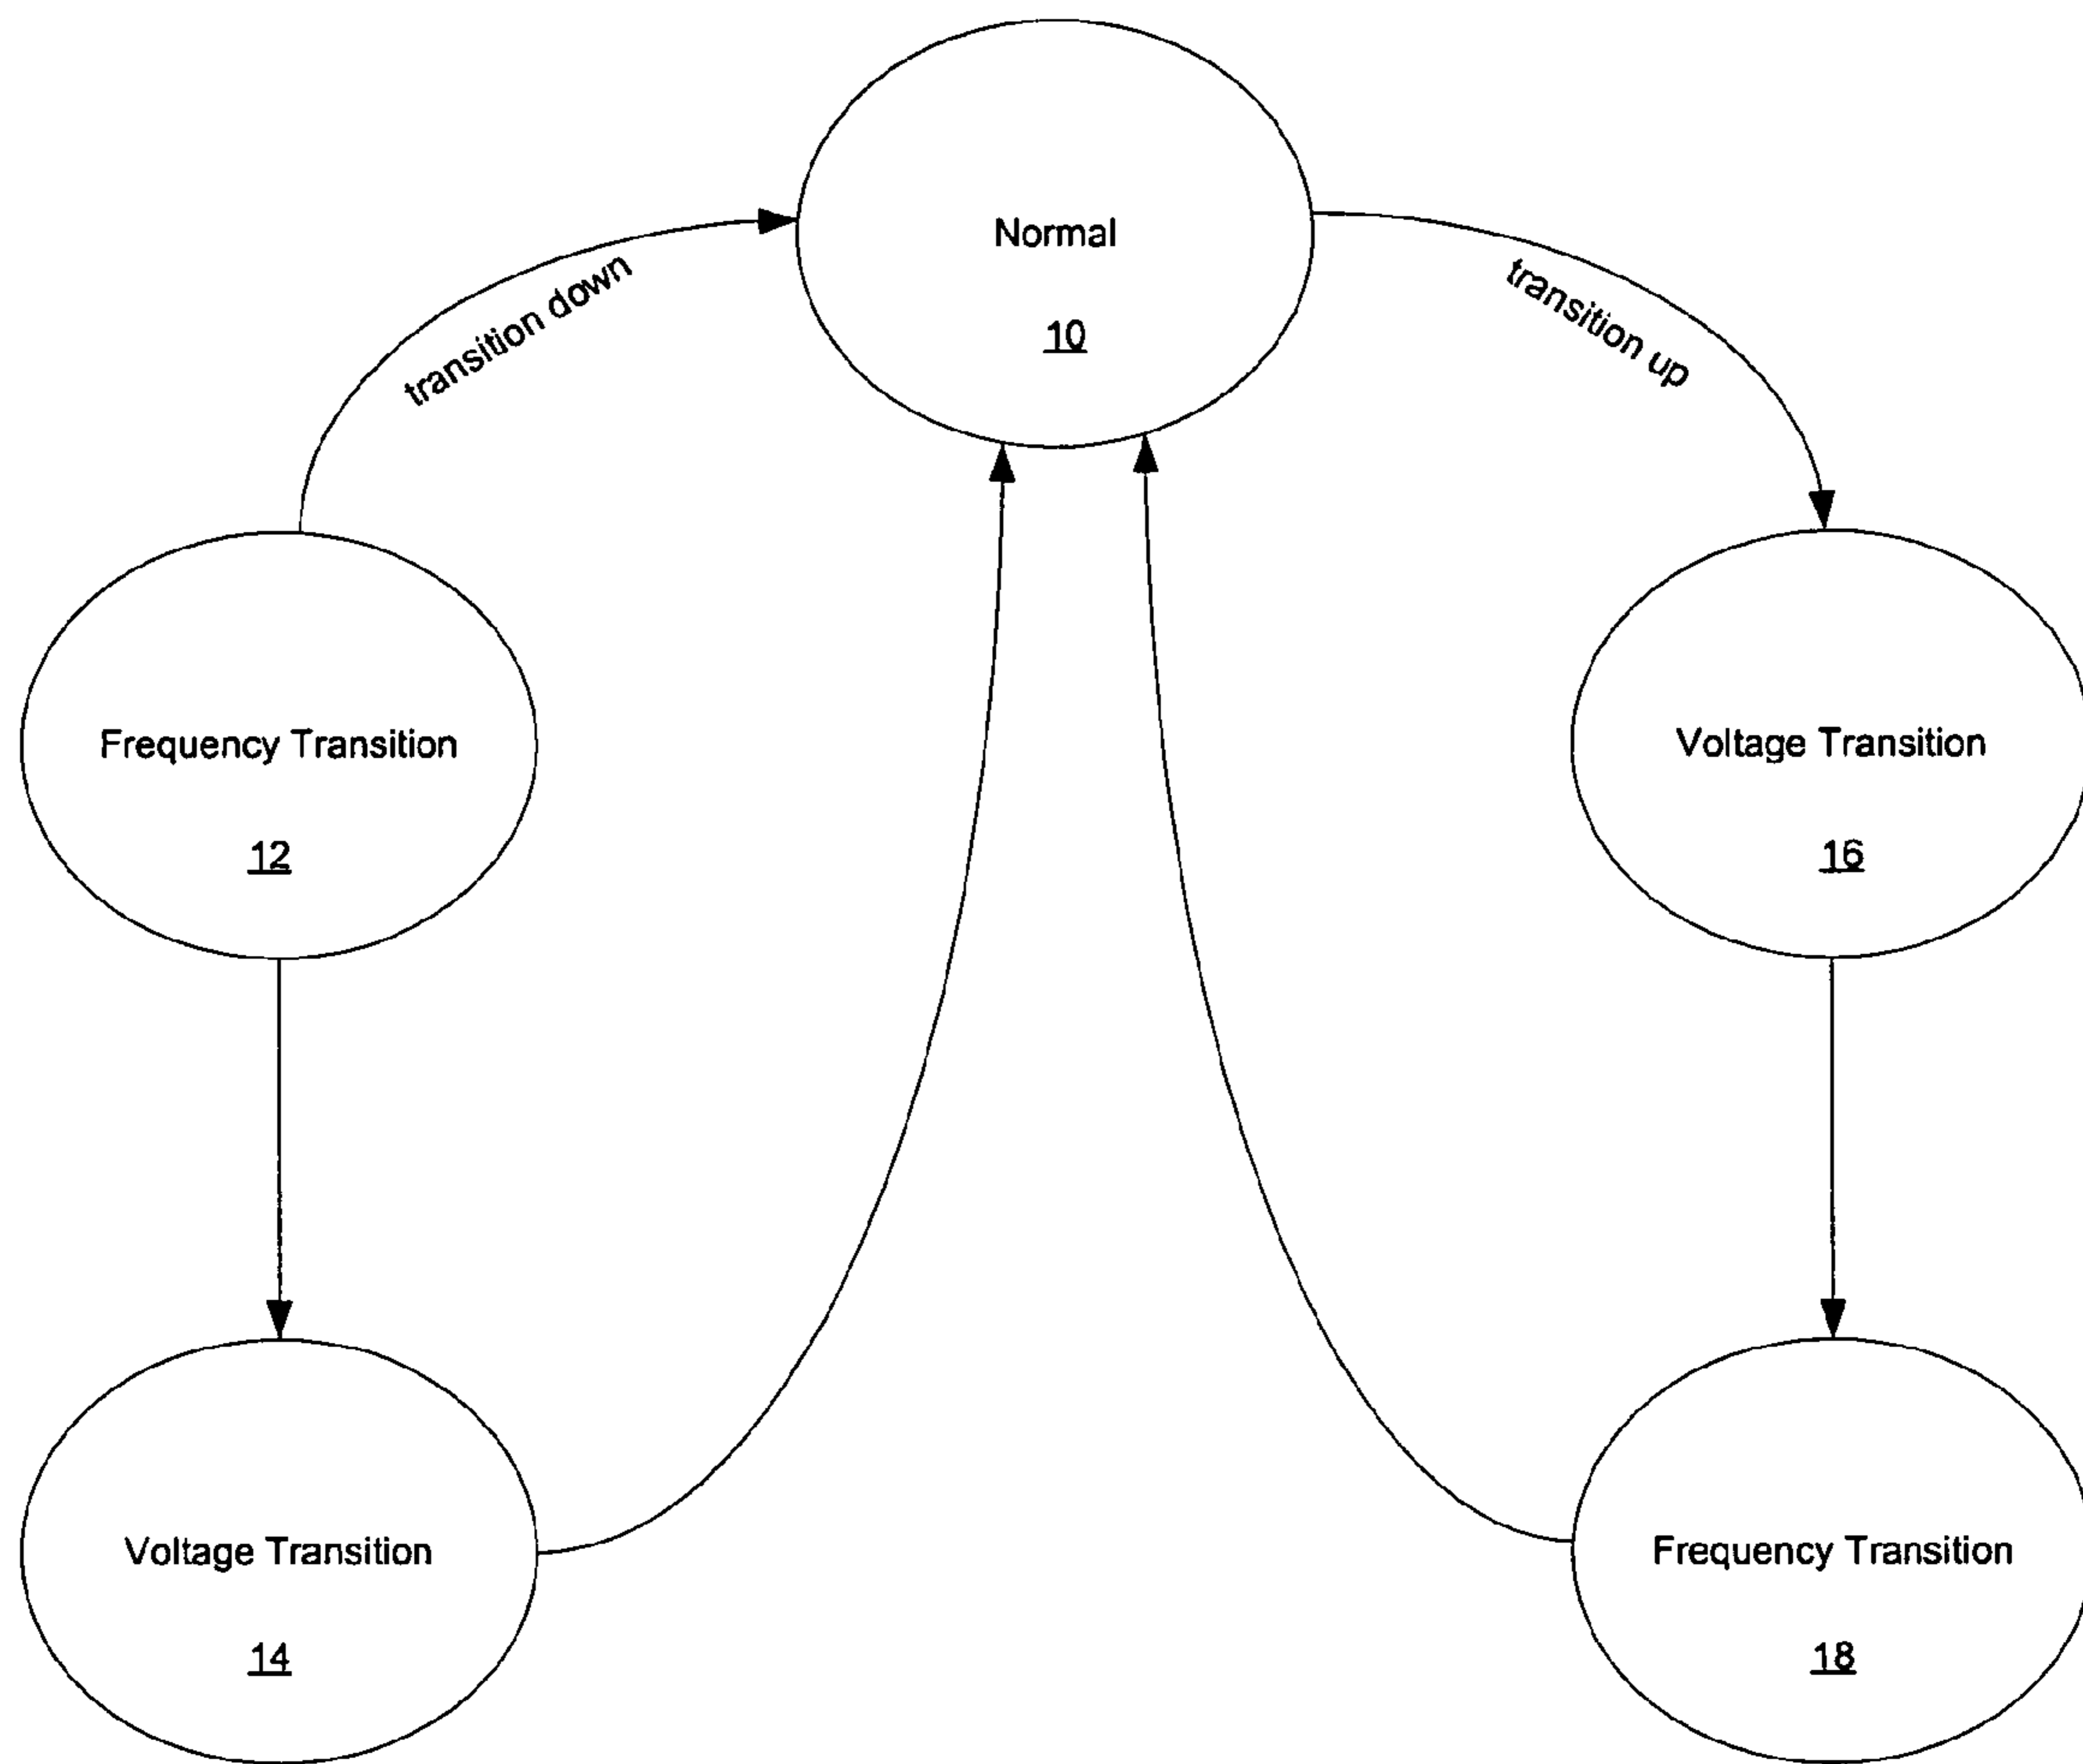 Normal
10
transition down
transition up
Frequency Transition
12
Voltage Transition
16
Voltage Transition
14
Frequency Transition
18